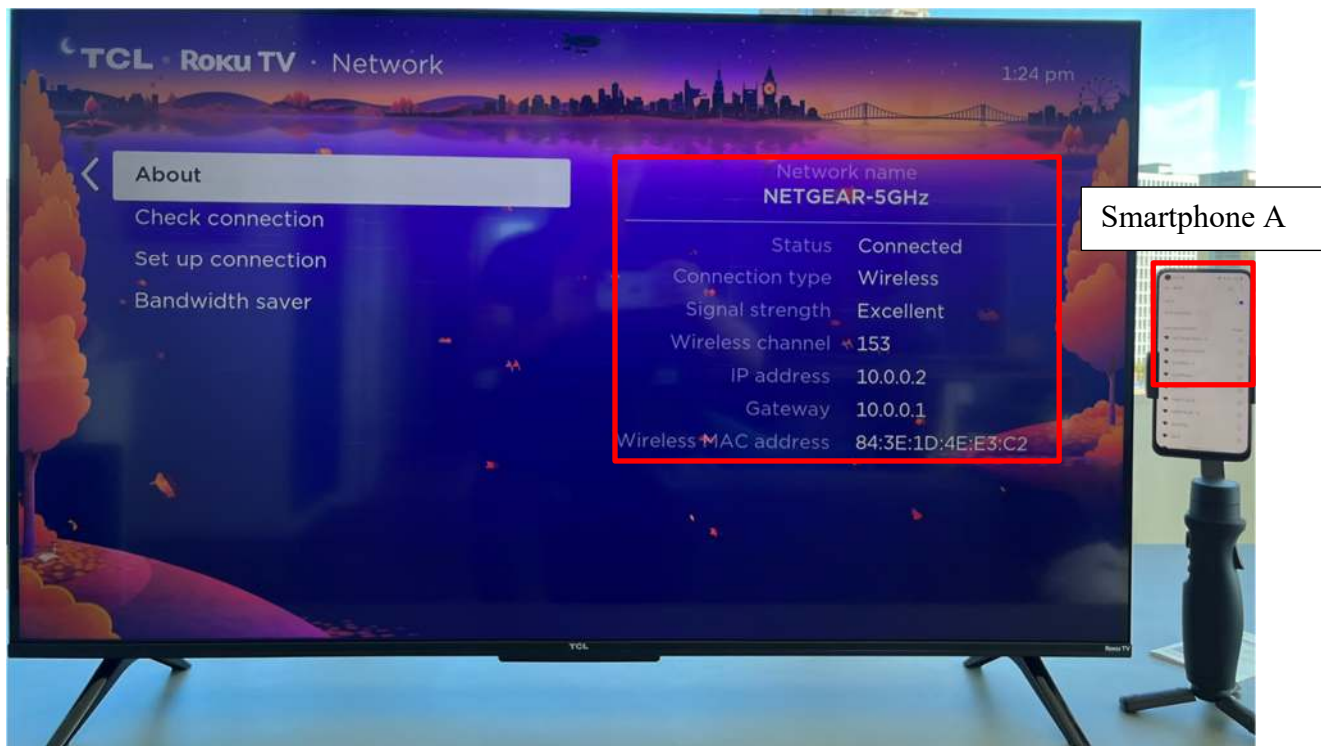 TCL · Roku TV · Network
1:24 pm
About
Check connection
Set up connection
Bandwidth saver
Network name
NETGEAR-5GHz
Status Connected
Connection type Wireless
Signal strength Excellent
Wireless channel 153
IP address 10.0.0.2
Gateway 10.0.0.1
Wireless MAC address 84:3E:1D:4E:E3:C2
Smartphone A
TCL
Roku TV